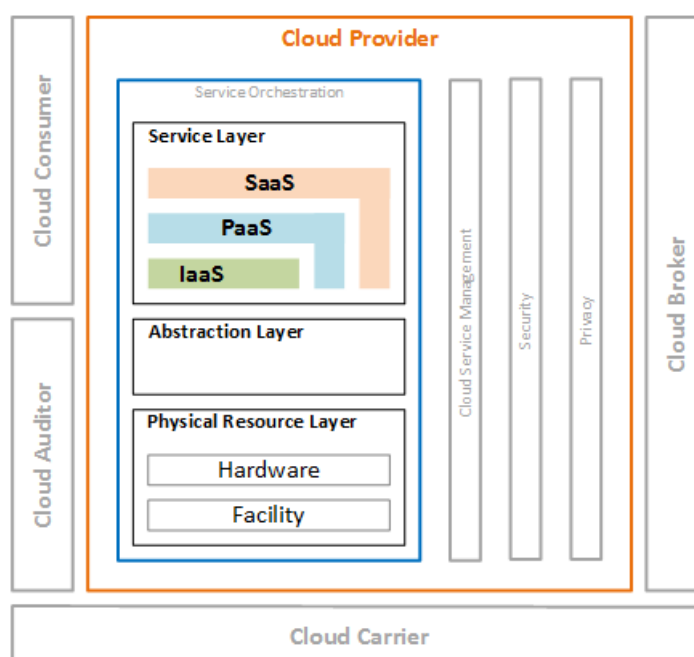 Cloud Provider
Cloud Consumer
Service Orchestration
Service Layer
SaaS
PaaS
IaaS
Abstraction Layer
Physical Resource Layer
Hardware
Facility
Cloud Service Management
Security
Privacy
Cloud Broker
Cloud Auditor
Cloud Carrier